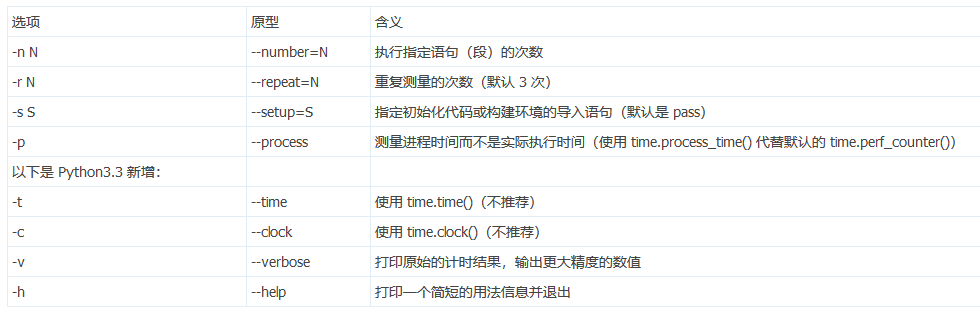 选项 原型 含义
-n N --number=N 执行指定语句（段）的次数
-r N --repeat=N 重复测量的次数（默认 3 次）
-s S --setup=S 指定初始化代码或构建环境的导入语句（默认是 pass）
-p --process 测量进程时间而不是实际执行时间（使用 time.process_time() 代替默认的 time.perf_counter()）
以下是 Python3.3 新增：
-t --time 使用 time.time()（不推荐）
-c --clock 使用 time.clock()（不推荐）
-v --verbose 打印原始的计时结果，输出更大精度的数值
-h --help 打印一个简短的用法信息并退出